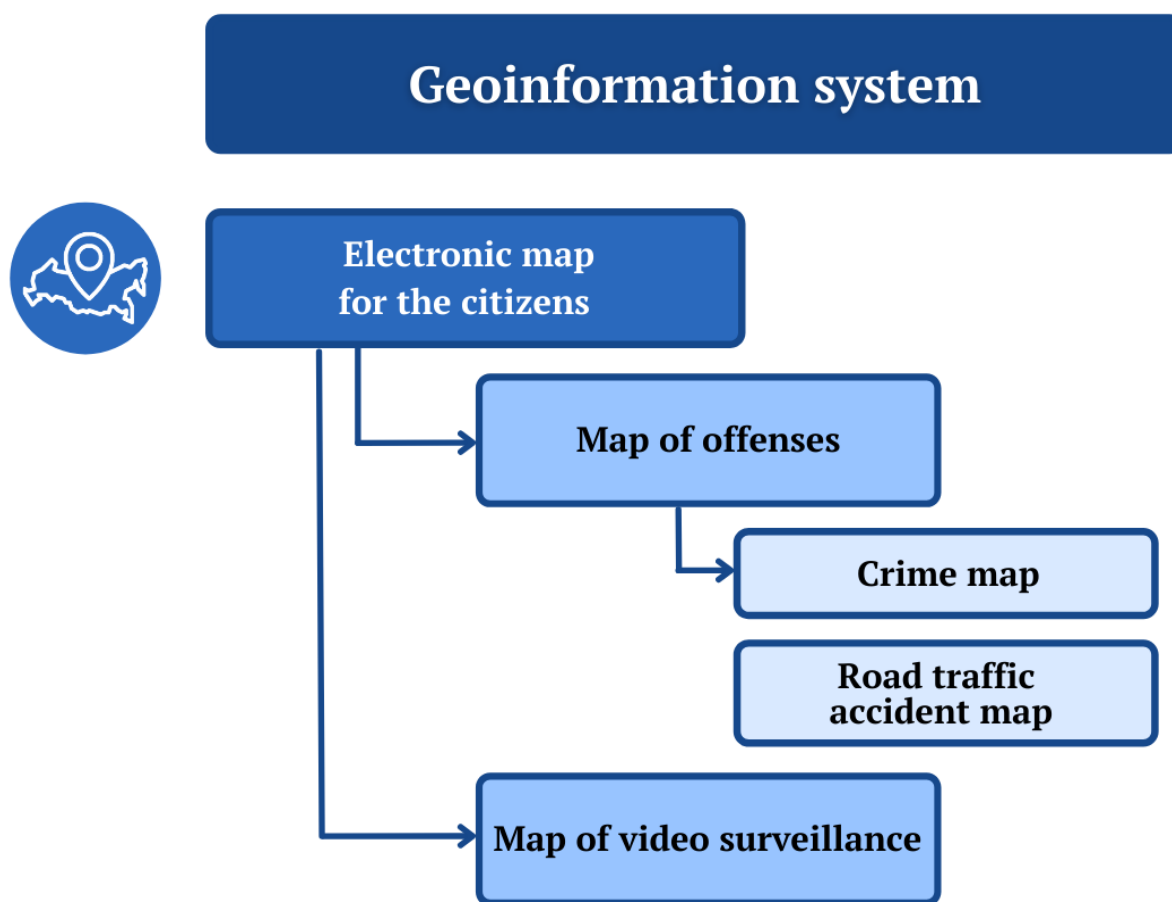 Geoinformation system
Electronic map
for the citizens
Map of offenses
Crime map
Road traffic
accident map
Map of video surveillance